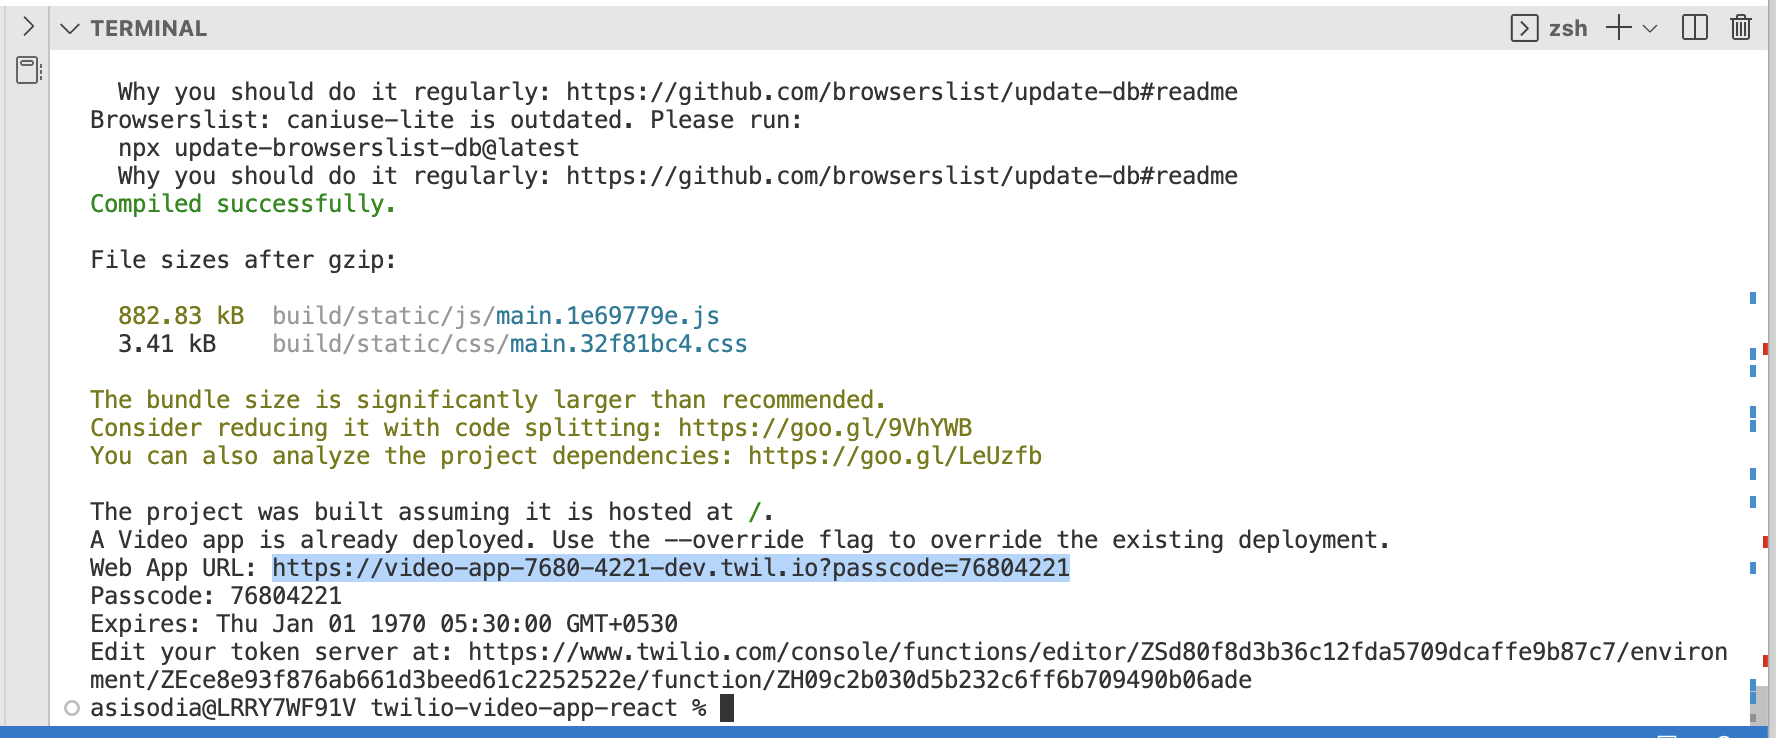 TERMINAL
zsh
Why you should do it regularly: https://github.com/browserslist/update-db#readme
Browserslist: caniuse-lite is outdated. Please run:
npx update-browserslist-db@latest
Why you should do it regularly: https://github.com/browserslist/update-db#readme
Compiled successfully.
File sizes after gzip:
882.83 kB build/static/js/main.1e69779e.js
3.41 kB build/static/css/main.32f81bc4.css
The bundle size is significantly larger than recommended.
Consider reducing it with code splitting: https://goo.gl/9VhYWB
You can also analyze the project dependencies: https://goo.gl/LeUzfb
The project was built assuming it is hosted at /.
A Video app is already deployed. Use the --override flag to override the existing deployment.
Web App URL: https://video-app-7680-4221-dev.twil.io?passcode=76804221
Passcode: 76804221
Expires: Thu Jan 01 1970 05:30:00 GMT+0530
Edit your token server at: https://www.twilio.com/console/functions/editor/ZSd80f8d3b36c12fda5709dcaffe9b87c7/environ
ment/ZEce8e93f876ab661d3beed61c2252522e/function/ZH09c2b030d5b232c6ff6b709490b06ade
asisodia@LRRY7WF91V twilio-video-app-react %